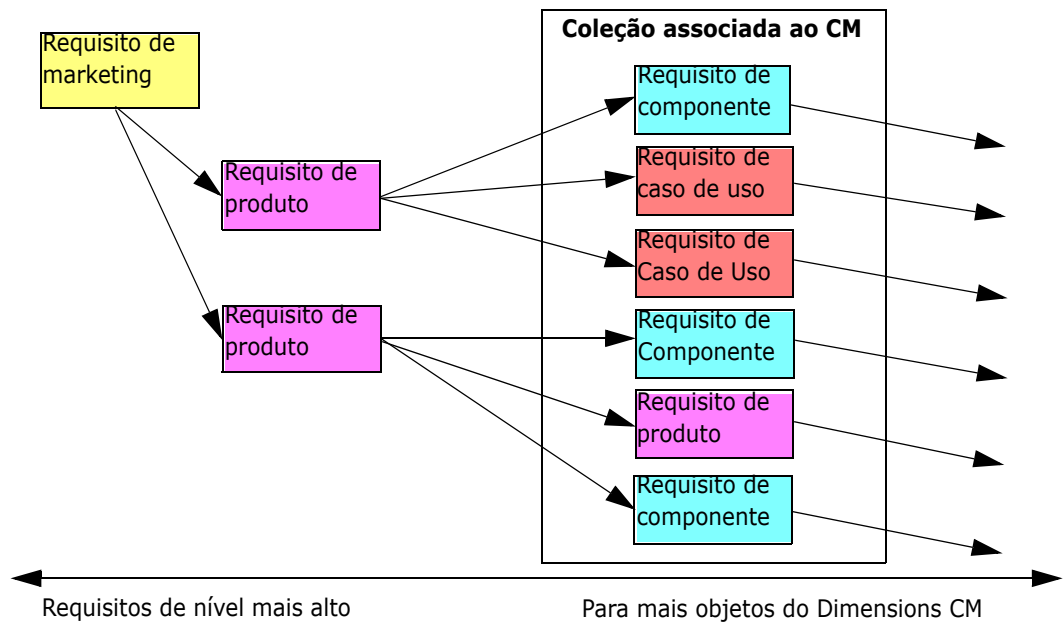 Coleção associada ao CM
Requisito de
marketing
Requisito de
produto
Requisito de
produto
Requisito de
componente
Requisito de
caso de uso
Requisito de
Caso de Uso
Requisito de
Componente
Requisito de
produto
Requisito de
componente
Requisitos de nível mais alto
Para mais objetos do Dimensions CM